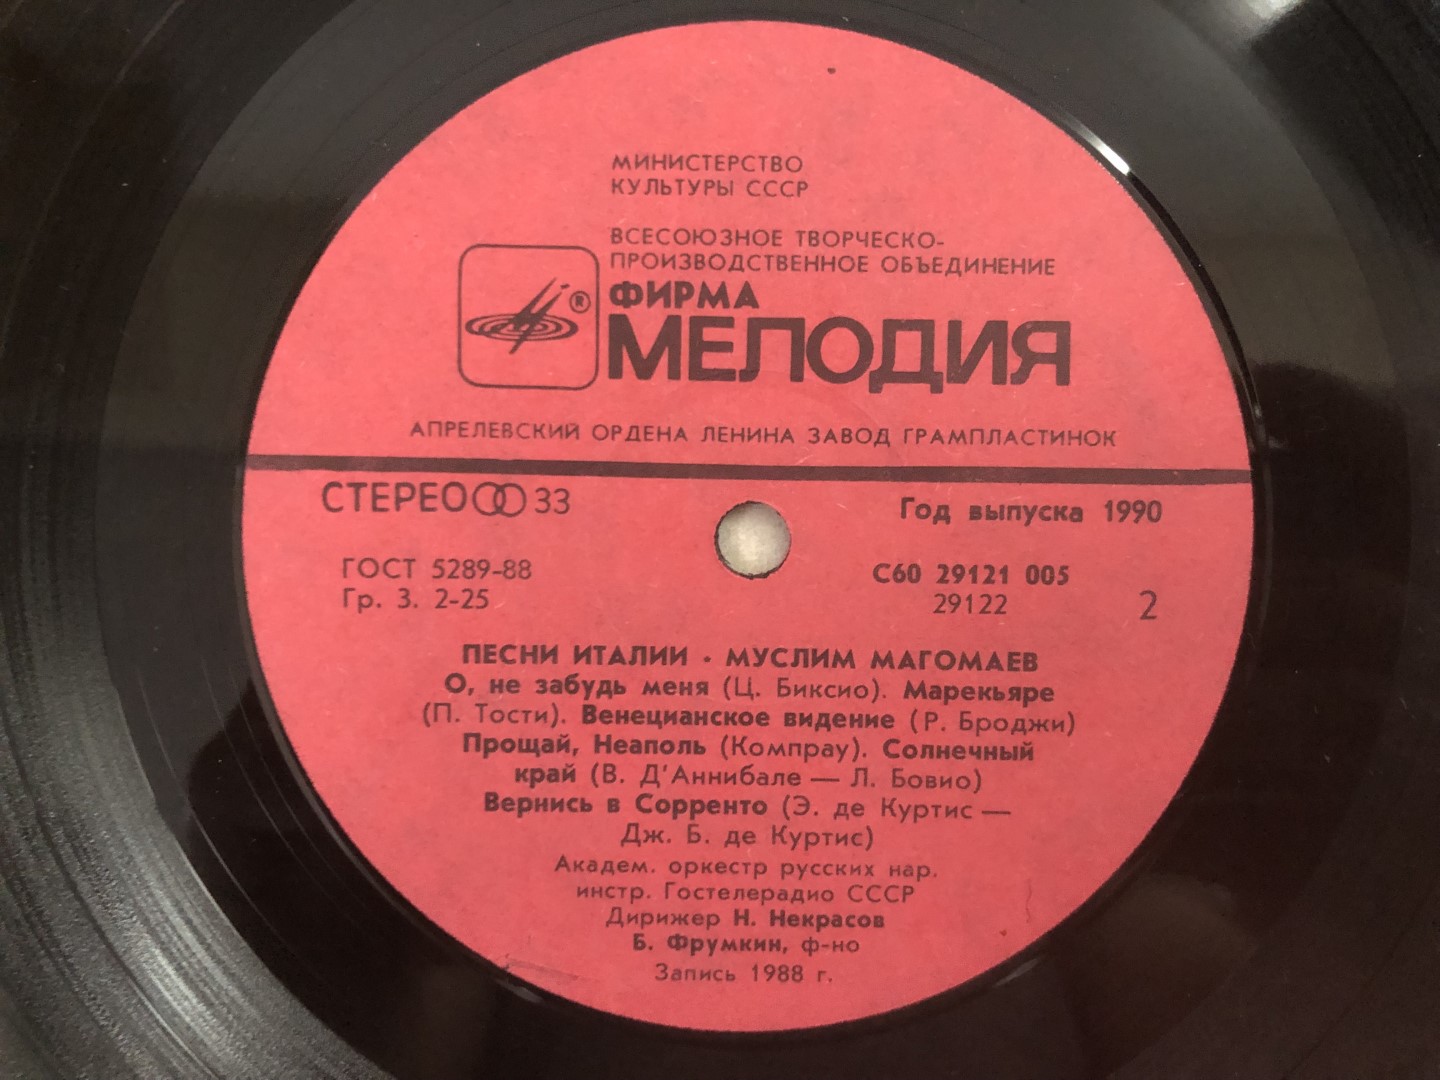 МИНИСТЕРСТВО
КУЛЬТУРЫ СССР
ВСЕСОЮЗНОЕ ТВОРЧЕСКО-
ПРОИЗВОДСТВЕННОЕ ОБЪЕДИНЕНИЕ
®
ФИРМА
МЕЛОДИЯ
АПРЕЛЕВСКИЙ ОРДЕНА ЛЕНИНА ЗАВОД ГРАМПЛАСТИНОК
СТЕРЕО 33
Год выпуска 1990
ГОСТ 5289-88
Гр. 3. 2-25
С60 29121 005
29122
2
ПЕСНИ ИТАЛИИ · МУСЛИМ МАГОМАЕВ
О, не забудь меня (Ц. Биксио). Марекьяре
(П. Тости). Венецианское видение (Р. Броджи)
Прощай, Неаполь (Компрау). Солнечный
край (В. Д'Аннибале — Л. Бовио)
Вернись в Сорренто (Э. де Куртис —
Дж. Б. де Куртис)
Академ. оркестр русских нар.
инстр. Гостелерадио СССР
Дирижер Н. Некрасов
Б. Фрумкин, ф-но
Запись 1988 г.